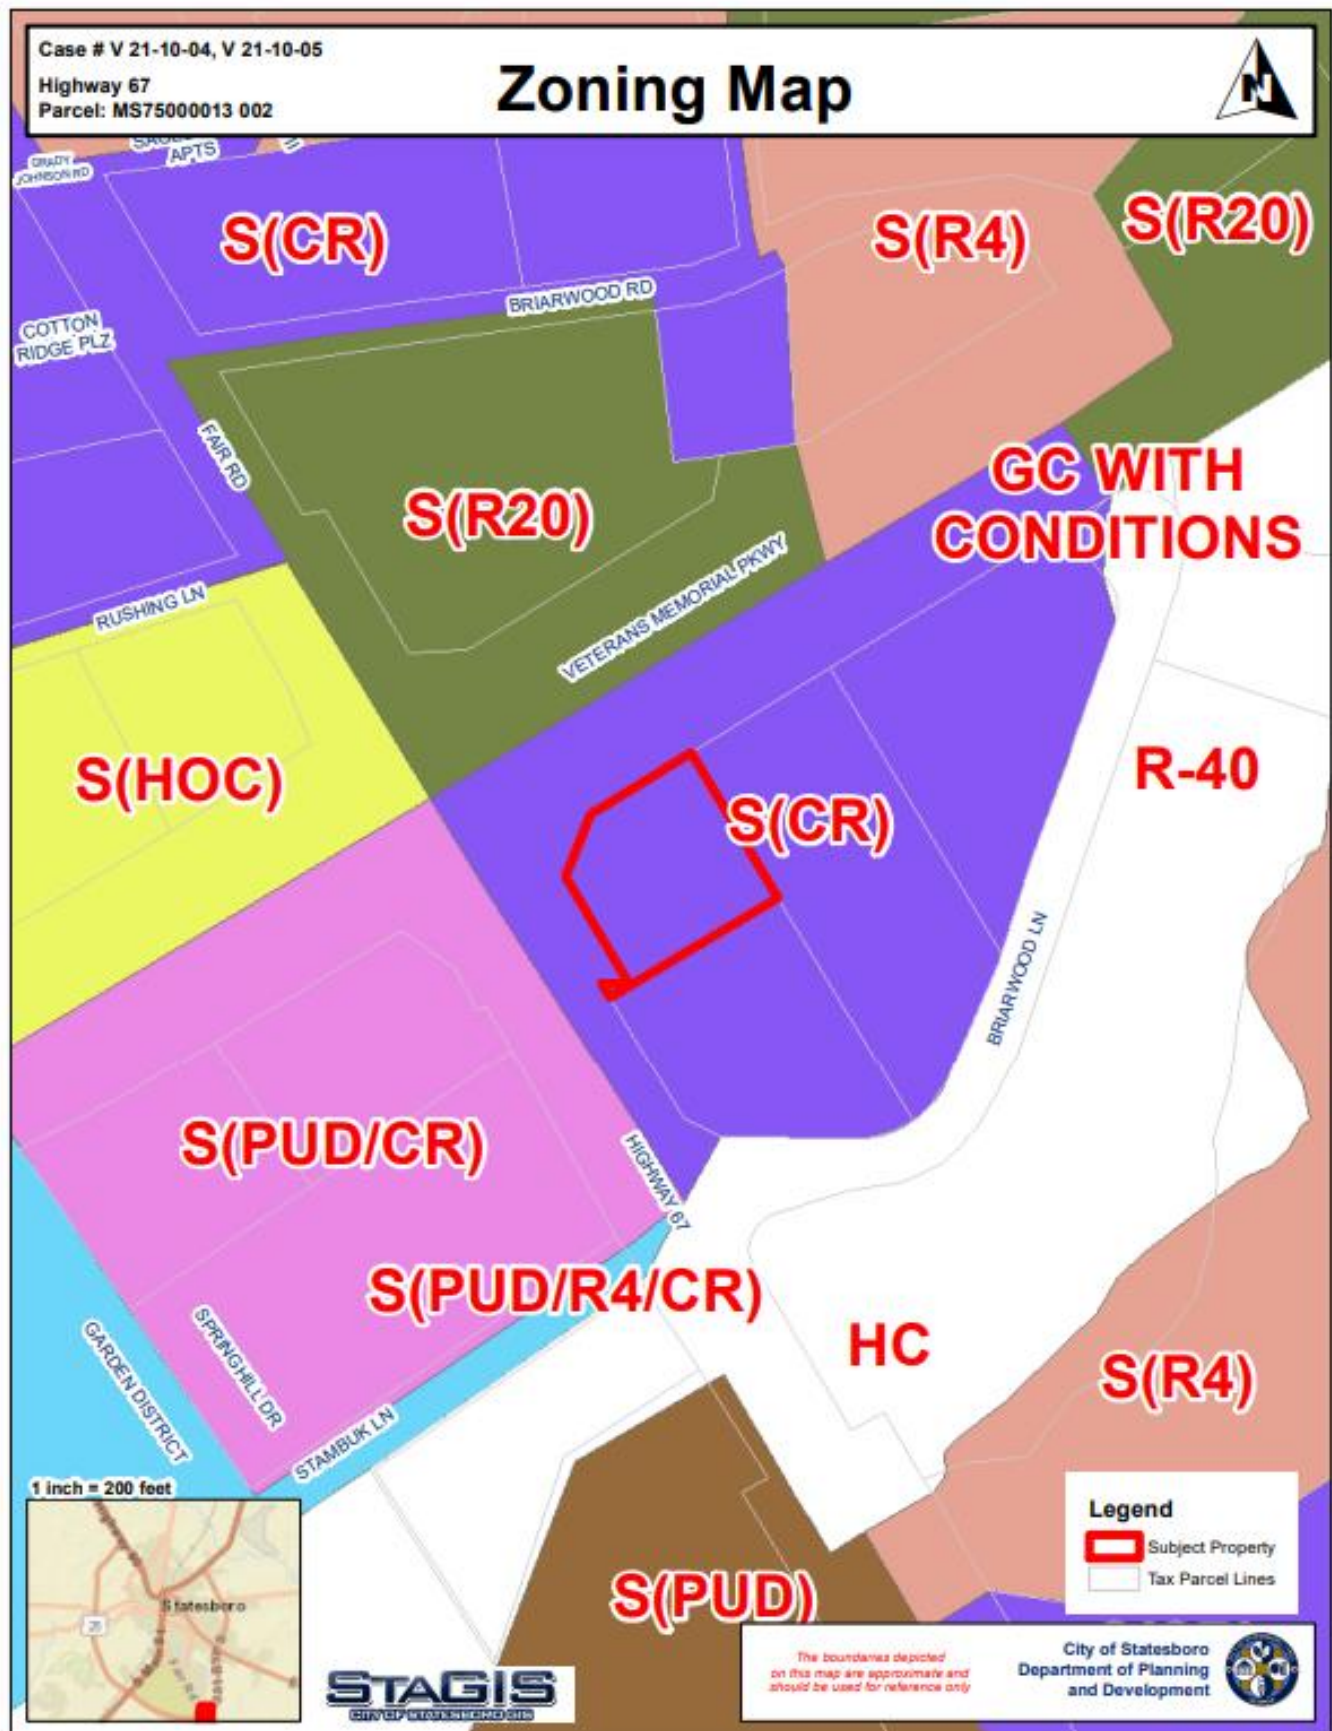 Case # V 21-10-04, V 21-10-05
Highway 67
Parcel: MS75000013 002
Zoning Map
N
APTS
GRADY
JOHNSON RD
S(CR)
S(R4)
S(R20)
BRIARWOOD RD
COTTON
RIDGE PLZ
FAIR RD
S(R20)
GC WITH
CONDITIONS
VETERANS MEMORIAL PKWY
RUSHING LN
S(HOC)
R-40
S(CR)
BRIARWOOD LN
S(PUD/CR)
HIGHWAY 67
S(PUD/R4/CR)
SPRINGHILL DR
GARDEN DISTRICT
HC
S(R4)
STAMBUK LN
1 inch = 200 feet
Statesboro
S(PUD)
Legend
Subject Property
Tax Parcel Lines
STAGIS
CITY OF STATESBORO GIS
The boundaries depicted
on this map are approximate and
should be used for reference only
City of Statesboro
Department of Planning
and Development